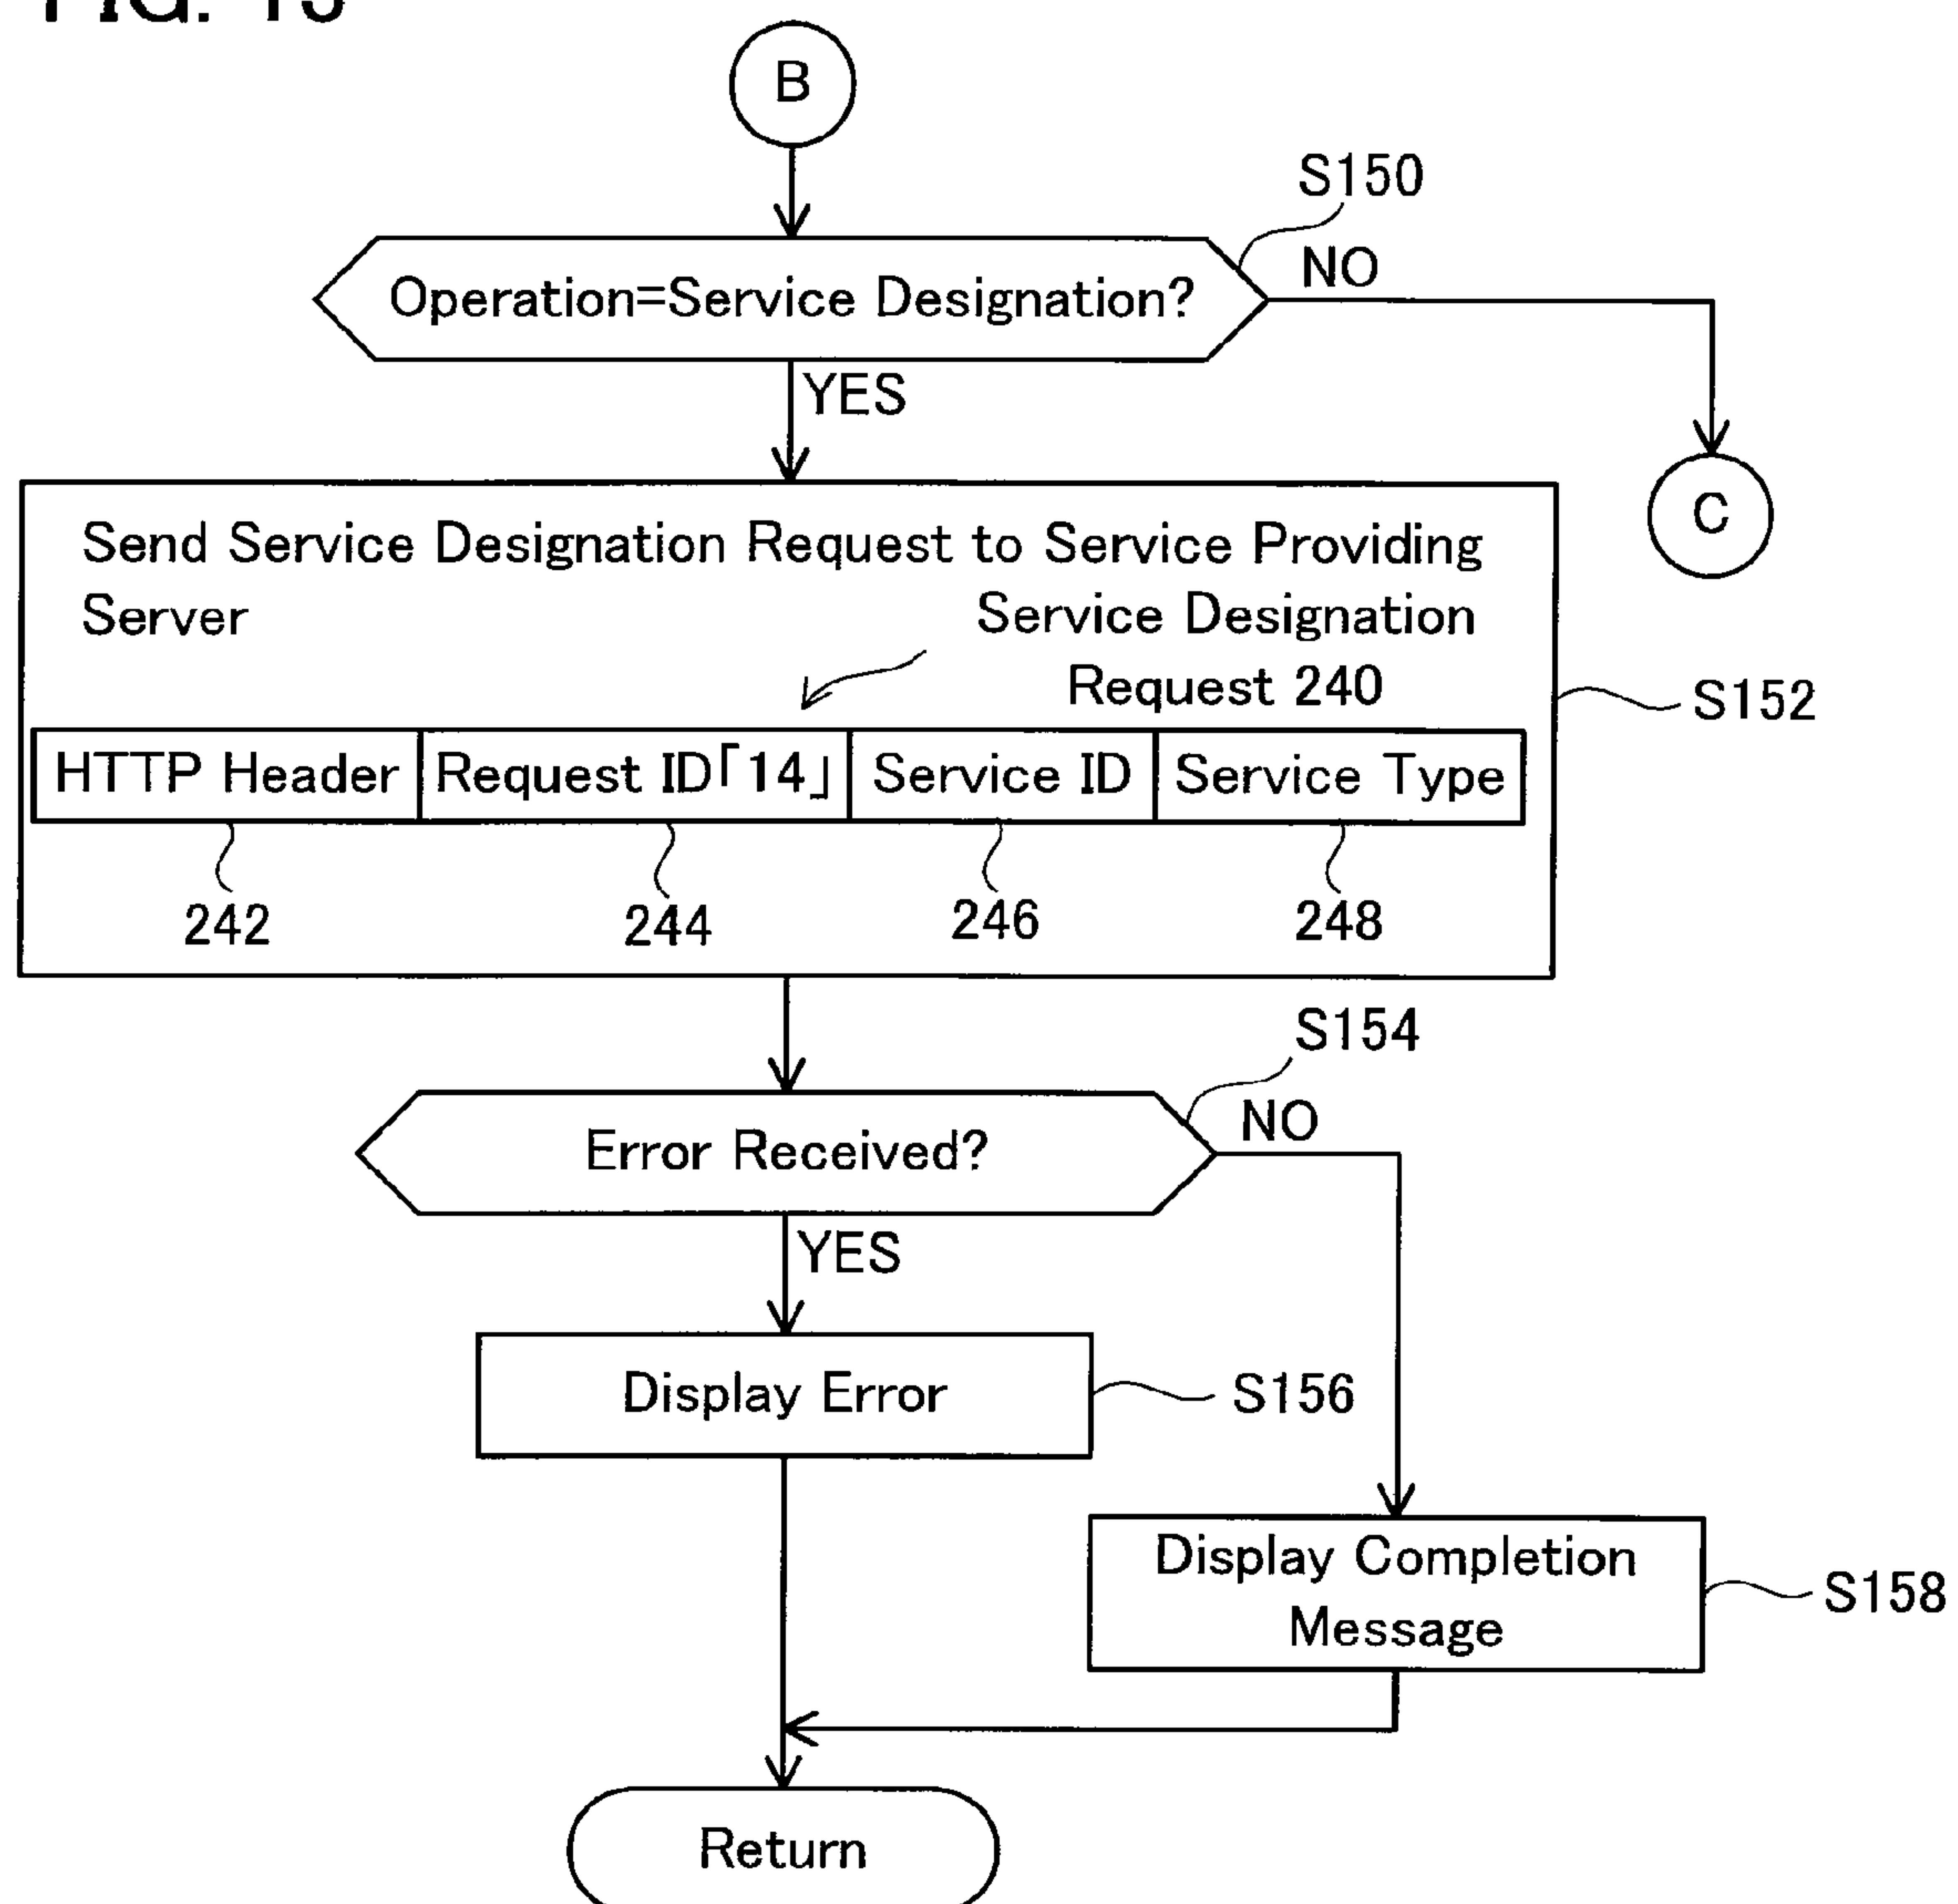 B
S150
Operation=Service Designation?
NO
YES
C
Send Service Designation Request to Service Providing
Server
Service Designation
Request 240
S152
HTTP Header
Request ID「14」
Service ID
Service Type
242
244
246
248
S154
Error Received?
NO
YES
Display Error
S156
Display Completion
Message
S158
Return